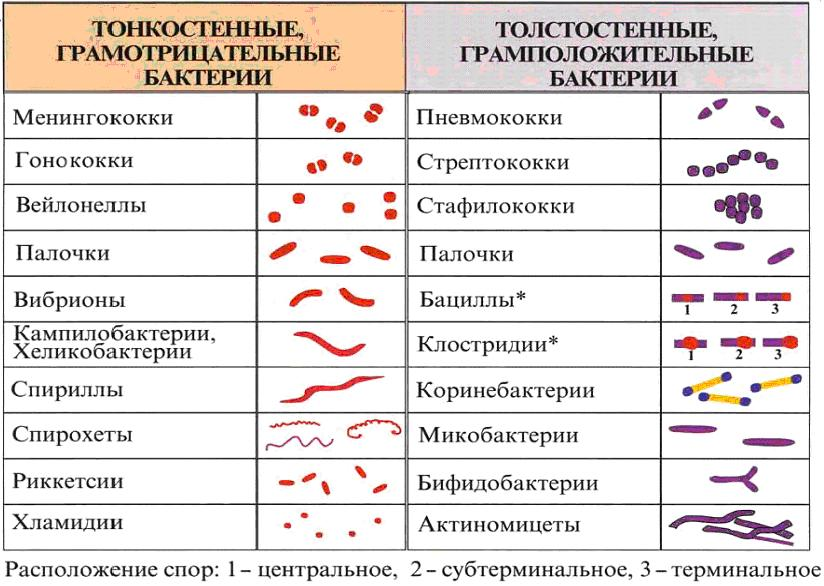 ТОНКОСТЕННЫЕ,
ГРАМОТРИЦАТЕЛЬНЫЕ
БАКТЕРИИ
ТОЛСТОСТЕННЫЕ,
ГРАМПОЛОЖИТЕЛЬНЫЕ
БАКТЕРИИ
Менингококки
Пневмококки
Гонококки
Стрептококки
Вейлонеллы
Стафилококки
Палочки
Палочки
Вибрионы
Бациллы*
1 2 3
Кампилобактерии,
Хеликобактерии
Клостридии*
1 2 3
Спириллы
Коринебактерии
Спирохеты
Микобактерии
Риккетсии
Бифидобактерии
Хламидии
Актиномицеты
Расположение спор: 1 – центральное, 2 – субтерминальное, 3 – терминальное